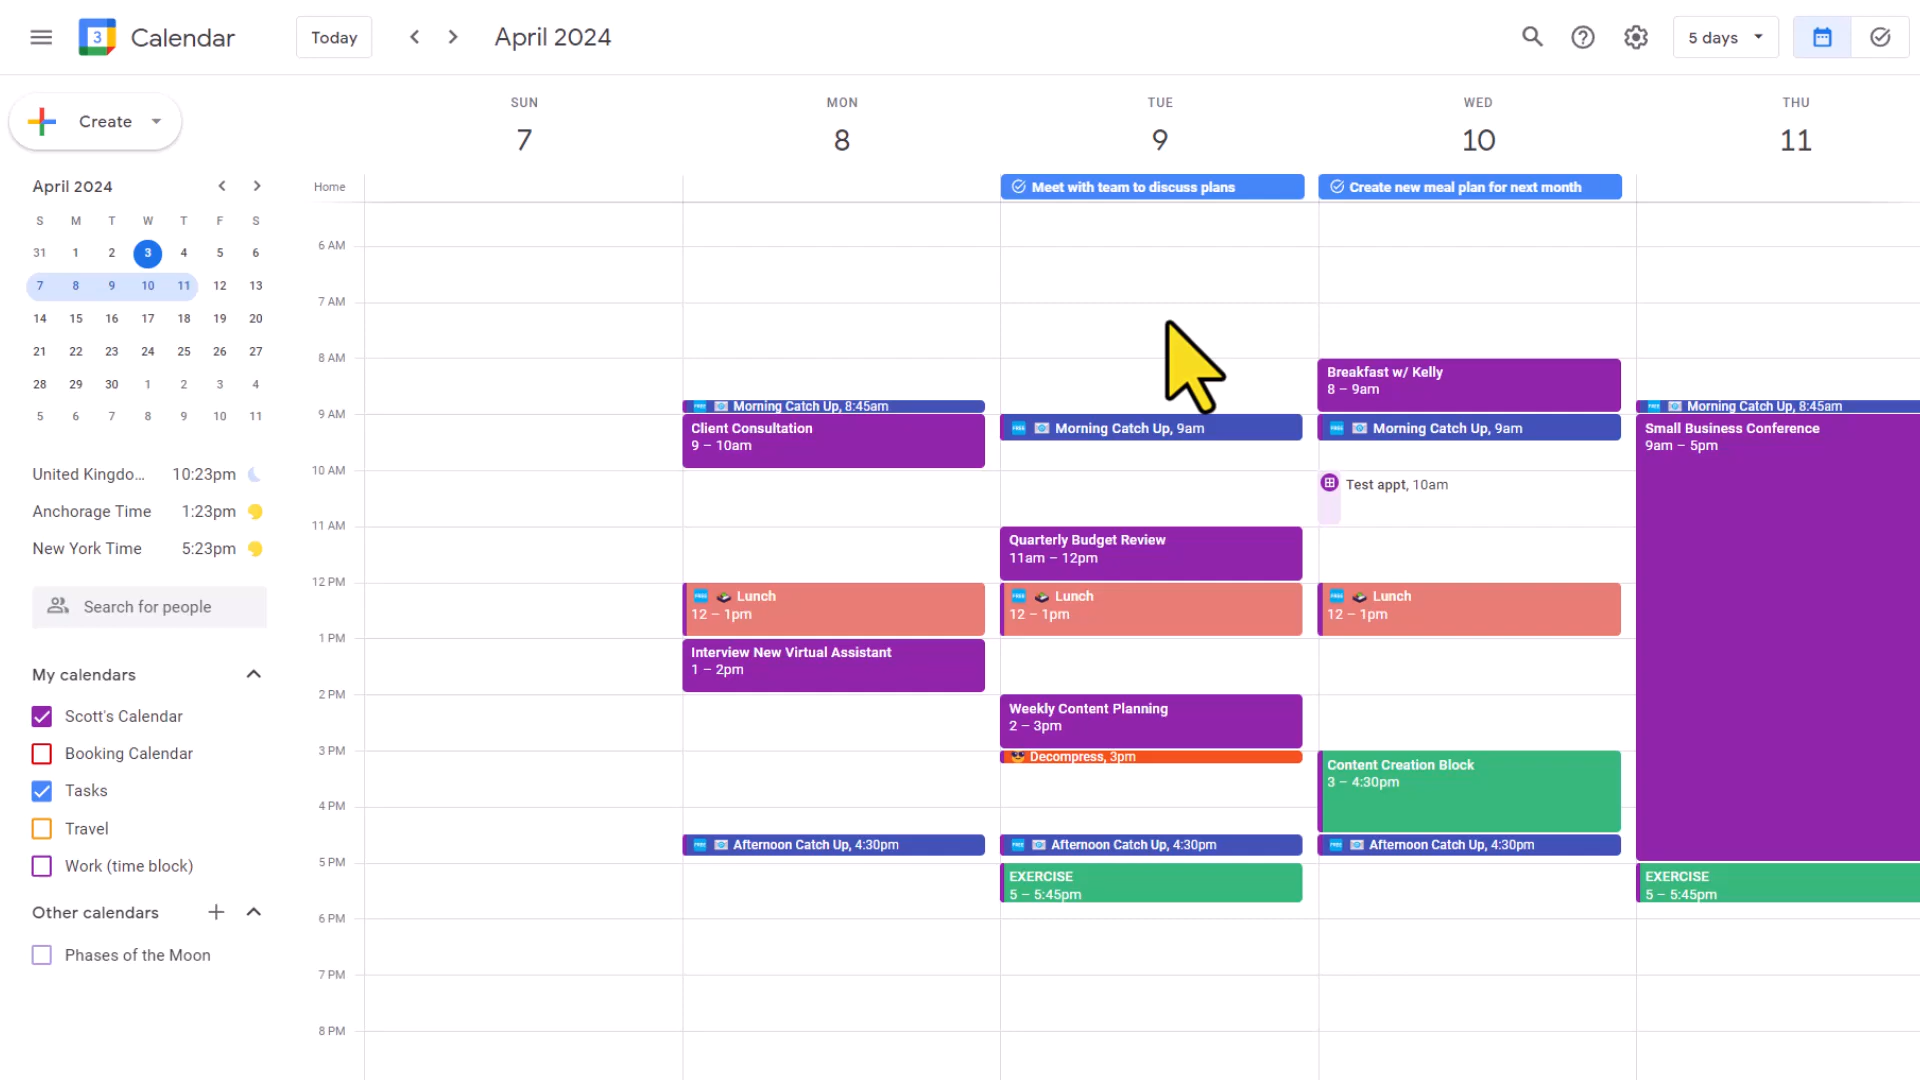 3 Calendar
Today
April 2024
5 days
Create
April 2024
S M T W T F S
31 1 2 3 4 5 6
7 8 9 10 11 12 13
14 15 16 17 18 19 20
21 22 23 24 25 26 27
28 29 30 1 2 3 4
5 6 7 8 9 10 11
United Kingdo... 10:23pm
Anchorage Time 1:23pm
New York Time 5:23pm
Search for people
My calendars
Scott's Calendar
Booking Calendar
Tasks
Travel
Work (time block)
Other calendars
Phases of the Moon
SUN MON TUE WED THU
7 8 9 10 11
Home
Meet with team to discuss plans
Create new meal plan for next month
6 AM
7 AM
8 AM
9 AM
10 AM
11 AM
12 PM
1 PM
2 PM
3 PM
4 PM
5 PM
6 PM
7 PM
8 PM
FREE Morning Catch Up, 8:45am
Client Consultation
9 – 10am
FREE Lunch
12 – 1pm
Interview New Virtual Assistant
1 – 2pm
FREE Afternoon Catch Up, 4:30pm
FREE Morning Catch Up, 9am
Quarterly Budget Review
11am – 12pm
FREE Lunch
12 – 1pm
Weekly Content Planning
2 – 3pm
Decompress, 3pm
FREE Afternoon Catch Up, 4:30pm
EXERCISE
5 – 5:45pm
Breakfast w/ Kelly
8 – 9am
FREE Morning Catch Up, 9am
Test appt, 10am
FREE Lunch
12 – 1pm
Content Creation Block
3 – 4:30pm
FREE Afternoon Catch Up, 4:30pm
FREE Morning Catch Up, 8:45am
Small Business Conference
9am – 5pm
EXERCISE
5 – 5:45pm